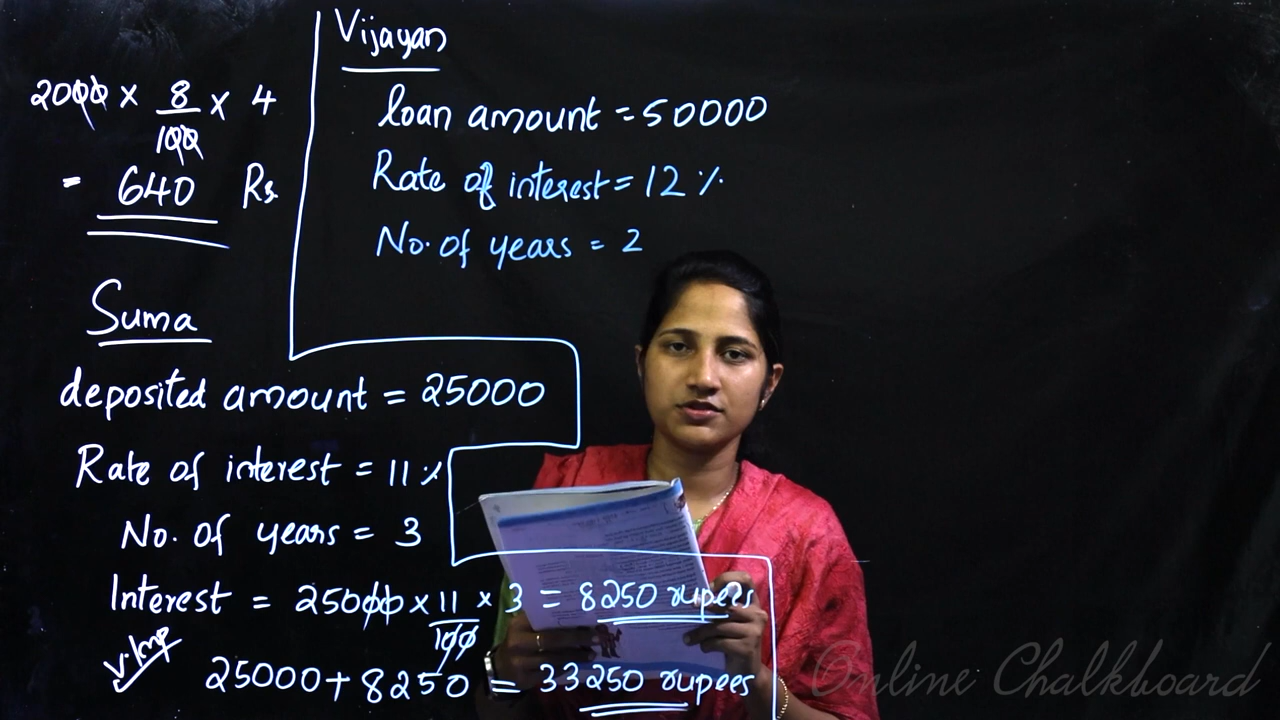 2000 × 8/100 × 4
= 640 Rs.
Suma
deposited amount = 25000
Rate of interest = 11 %
No. of years = 3
Interest = 25000 × 11/100 × 3 = 8250 rupees
V. Imp
25000 + 8250 = 33250 rupees
Vijayan
loan amount = 50000
Rate of interest = 12 %
No. of years = 2
Online Chalkboard